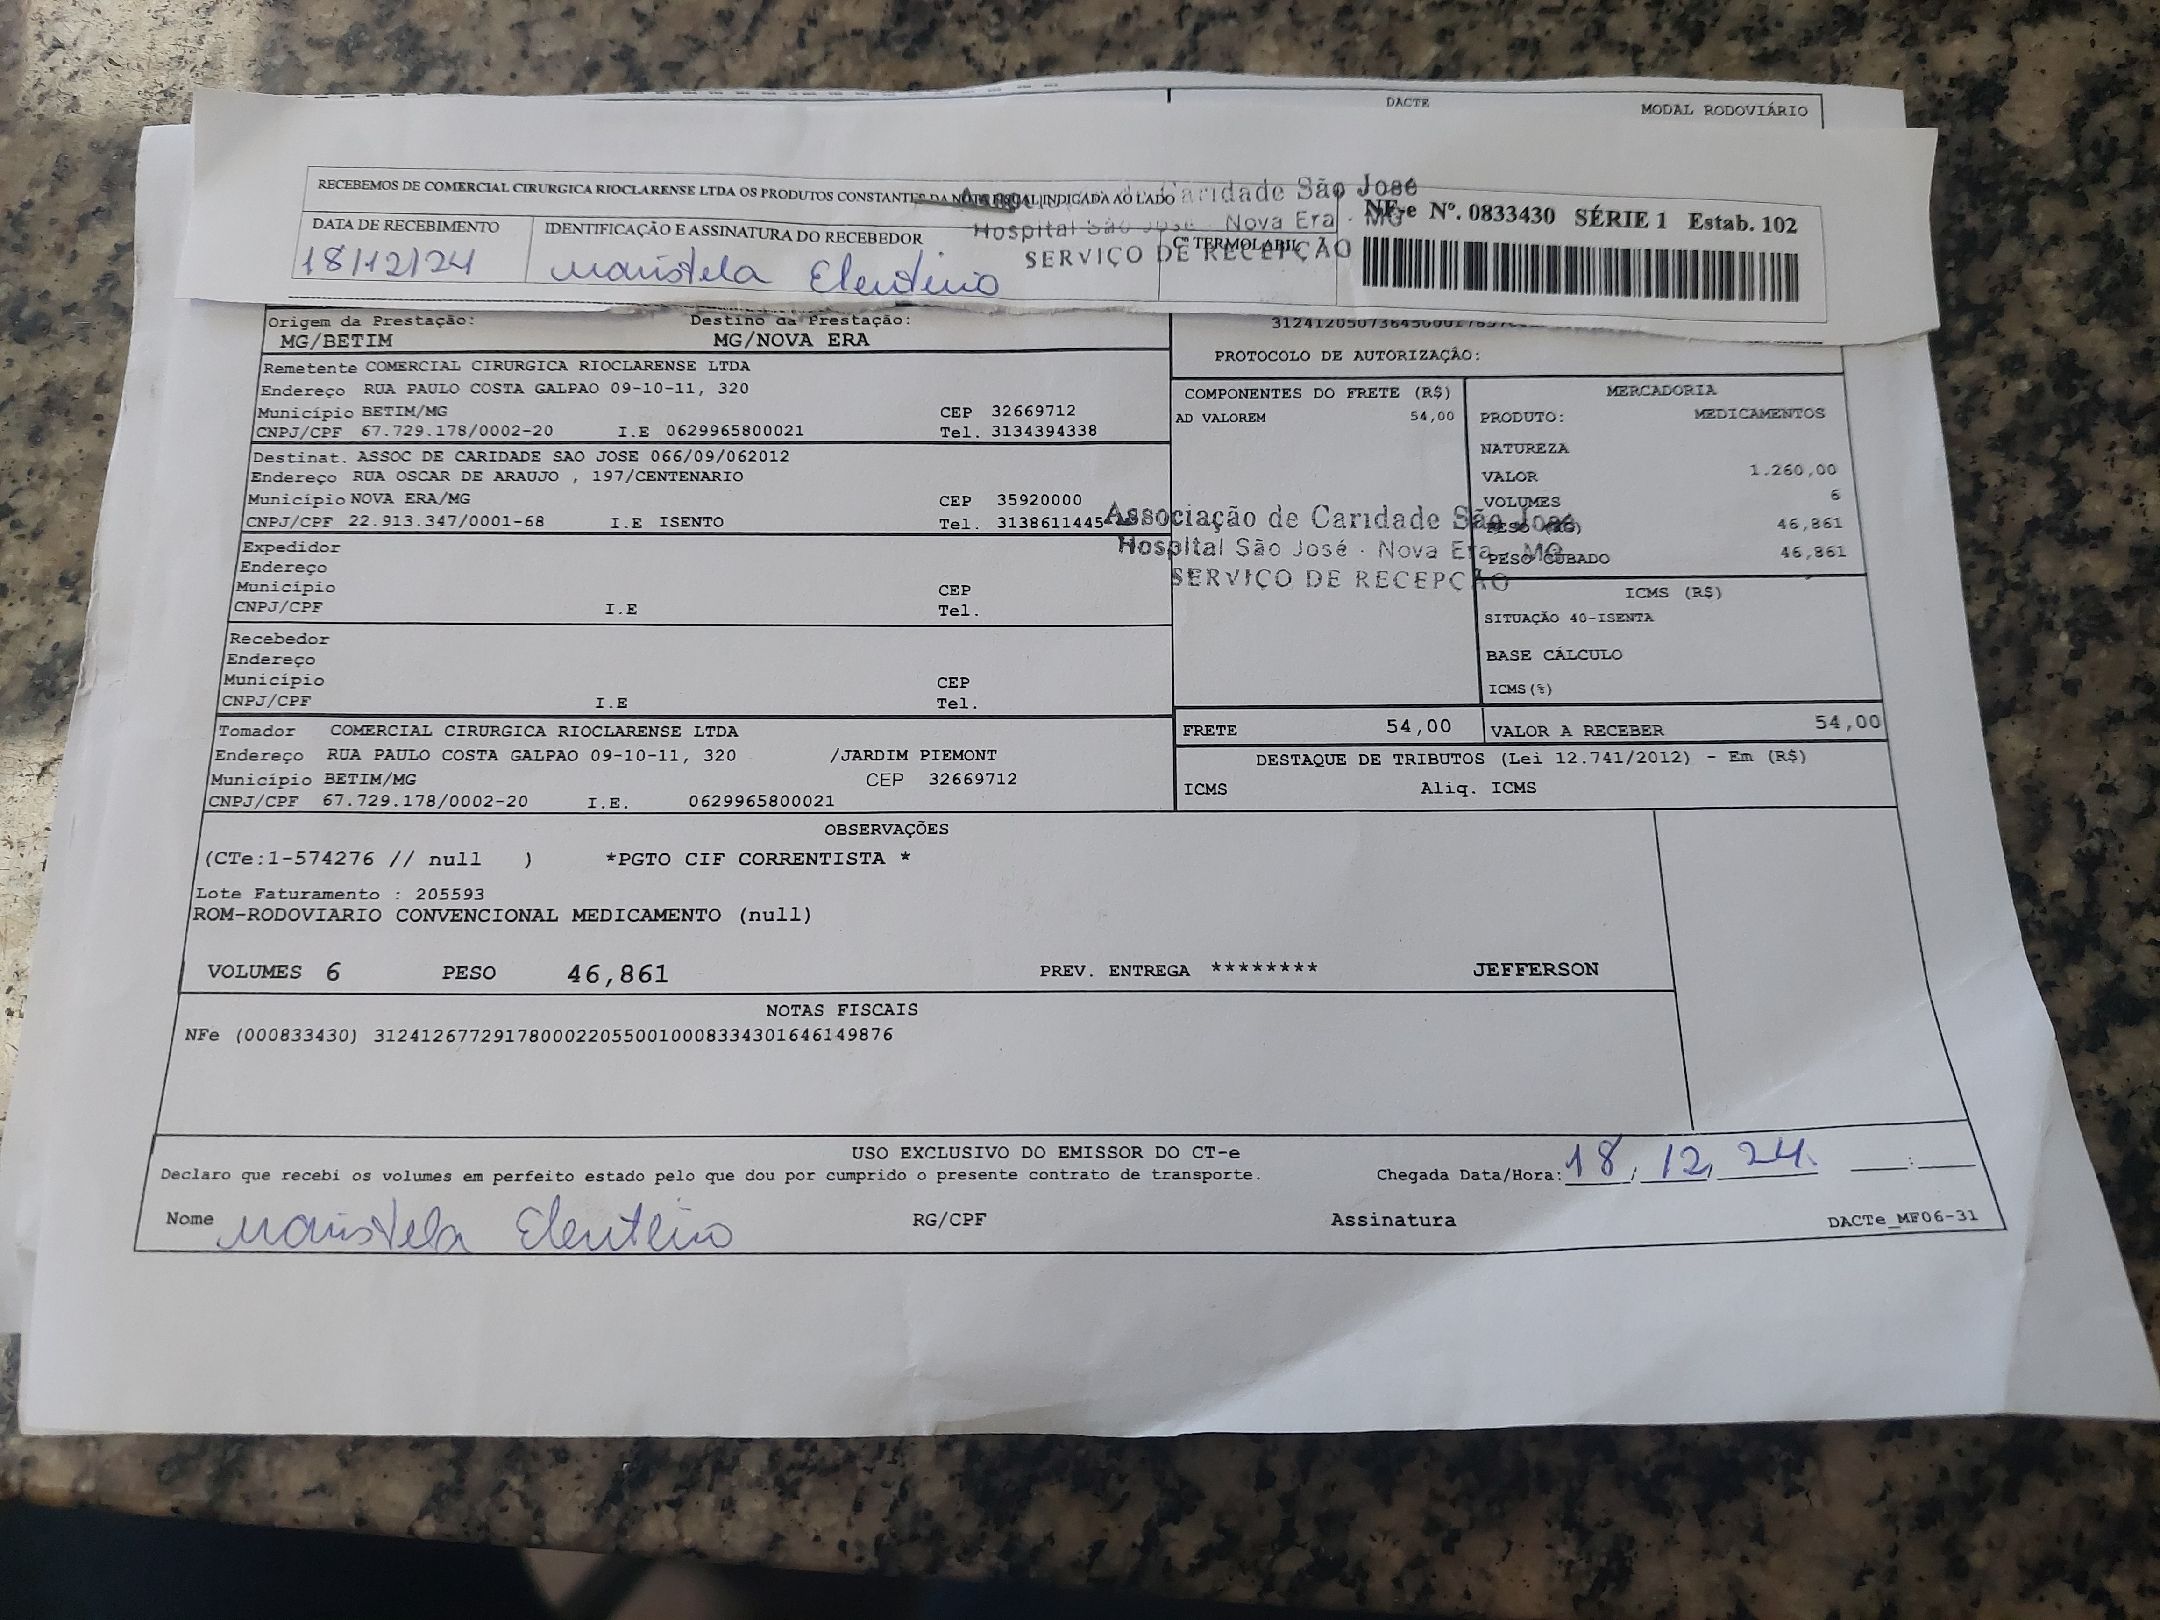 DACTE
MODAL RODOVIÁRIO
RECEBEMOS DE COMERCIAL CIRURGICA RIOCLARENSE LTDA OS PRODUTOS CONSTANTES DA NOTA FISCAL INDICADA AO LADO
Caridade São José
Hospital São José - Nova Era - MG
SERVIÇO DE RECEPÇÃO
DATA DE RECEBIMENTO
18/12/24
IDENTIFICAÇÃO E ASSINATURA DO RECEBEDOR
Maristela Eleuterio
Cº TERMOLABIL
NF-e Nº. 0833430 SÉRIE 1 Estab. 102
Origem da Prestação: Destino da Prestação:
MG/BETIM MG/NOVA ERA
PROTOCOLO DE AUTORIZAÇÃO:
Remetente COMERCIAL CIRURGICA RIOCLARENSE LTDA
Endereço RUA PAULO COSTA GALPAO 09-10-11, 320
Município BETIM/MG CEP 32669712
CNPJ/CPF 67.729.178/0002-20 I.E 0629965800021 Tel. 3134394338
Destinat. ASSOC DE CARIDADE SAO JOSE 066/09/062012
Endereço RUA OSCAR DE ARAUJO , 197/CENTENARIO
Município NOVA ERA/MG CEP 35920000
CNPJ/CPF 22.913.347/0001-68 I.E ISENTO Tel. 3138611445
Expedidor
Endereço
Município CEP
CNPJ/CPF I.E Tel.
Recebedor
Endereço
Município CEP
CNPJ/CPF I.E Tel.
Tomador COMERCIAL CIRURGICA RIOCLARENSE LTDA
Endereço RUA PAULO COSTA GALPAO 09-10-11, 320 /JARDIM PIEMONT
Município BETIM/MG CEP 32669712
CNPJ/CPF 67.729.178/0002-20 I.E. 0629965800021
COMPONENTES DO FRETE (R$)
AD VALOREM 54,00
Associação de Caridade São José
Hospital São José - Nova Era - MG
SERVIÇO DE RECEPÇÃO
MERCADORIA
PRODUTO: MEDICAMENTOS
NATUREZA
VALOR 1.260,00
VOLUMES 6
PESO (KG) 46,861
PESO CUBADO 46,861
ICMS (R$)
SITUAÇÃO 40-ISENTA
BASE CÁLCULO
ICMS(%)
FRETE 54,00 VALOR A RECEBER 54,00
DESTAQUE DE TRIBUTOS (Lei 12.741/2012) - Em (R$)
ICMS Aliq. ICMS
OBSERVAÇÕES
(CTe:1-574276 // null ) *PGTO CIF CORRENTISTA *
Lote Faturamento : 205593
ROM-RODOVIARIO CONVENCIONAL MEDICAMENTO (null)
VOLUMES 6 PESO 46,861 PREV. ENTREGA ******** JEFFERSON
NOTAS FISCAIS
NFe (000833430) 31241267729178000220550010008334301646149876
USO EXCLUSIVO DO EMISSOR DO CT-e
Declaro que recebi os volumes em perfeito estado pelo que dou por cumprido o presente contrato de transporte. Chegada Data/Hora: 18/12/24 __:__
Nome Maristela Eleuterio RG/CPF Assinatura DACTe_MF06-31